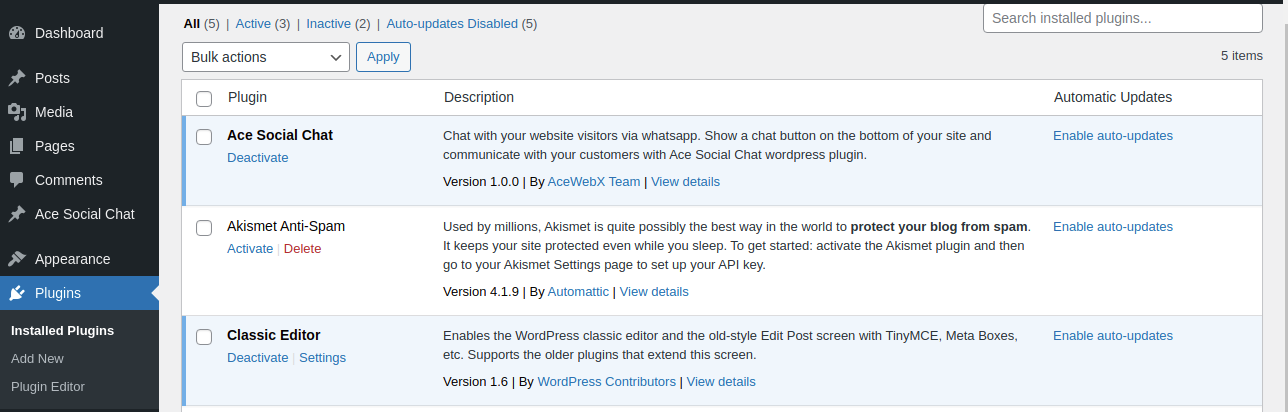 Dashboard
Posts
Media
Pages
Comments
Ace Social Chat
Appearance
Plugins
Installed Plugins
Add New
Plugin Editor
All (5) | Active (3) | Inactive (2) | Auto-updates Disabled (5)
Search installed plugins...
Bulk actions
Apply
5 items
Plugin Description Automatic Updates
Ace Social Chat
Deactivate
Chat with your website visitors via whatsapp. Show a chat button on the bottom of your site and
communicate with your customers with Ace Social Chat wordpress plugin.
Version 1.0.0 | By AceWebX Team | View details
Enable auto-updates
Akismet Anti-Spam
Activate | Delete
Used by millions, Akismet is quite possibly the best way in the world to protect your blog from spam.
It keeps your site protected even while you sleep. To get started: activate the Akismet plugin and then
go to your Akismet Settings page to set up your API key.
Version 4.1.9 | By Automattic | View details
Enable auto-updates
Classic Editor
Deactivate | Settings
Enables the WordPress classic editor and the old-style Edit Post screen with TinyMCE, Meta Boxes,
etc. Supports the older plugins that extend this screen.
Version 1.6 | By WordPress Contributors | View details
Enable auto-updates